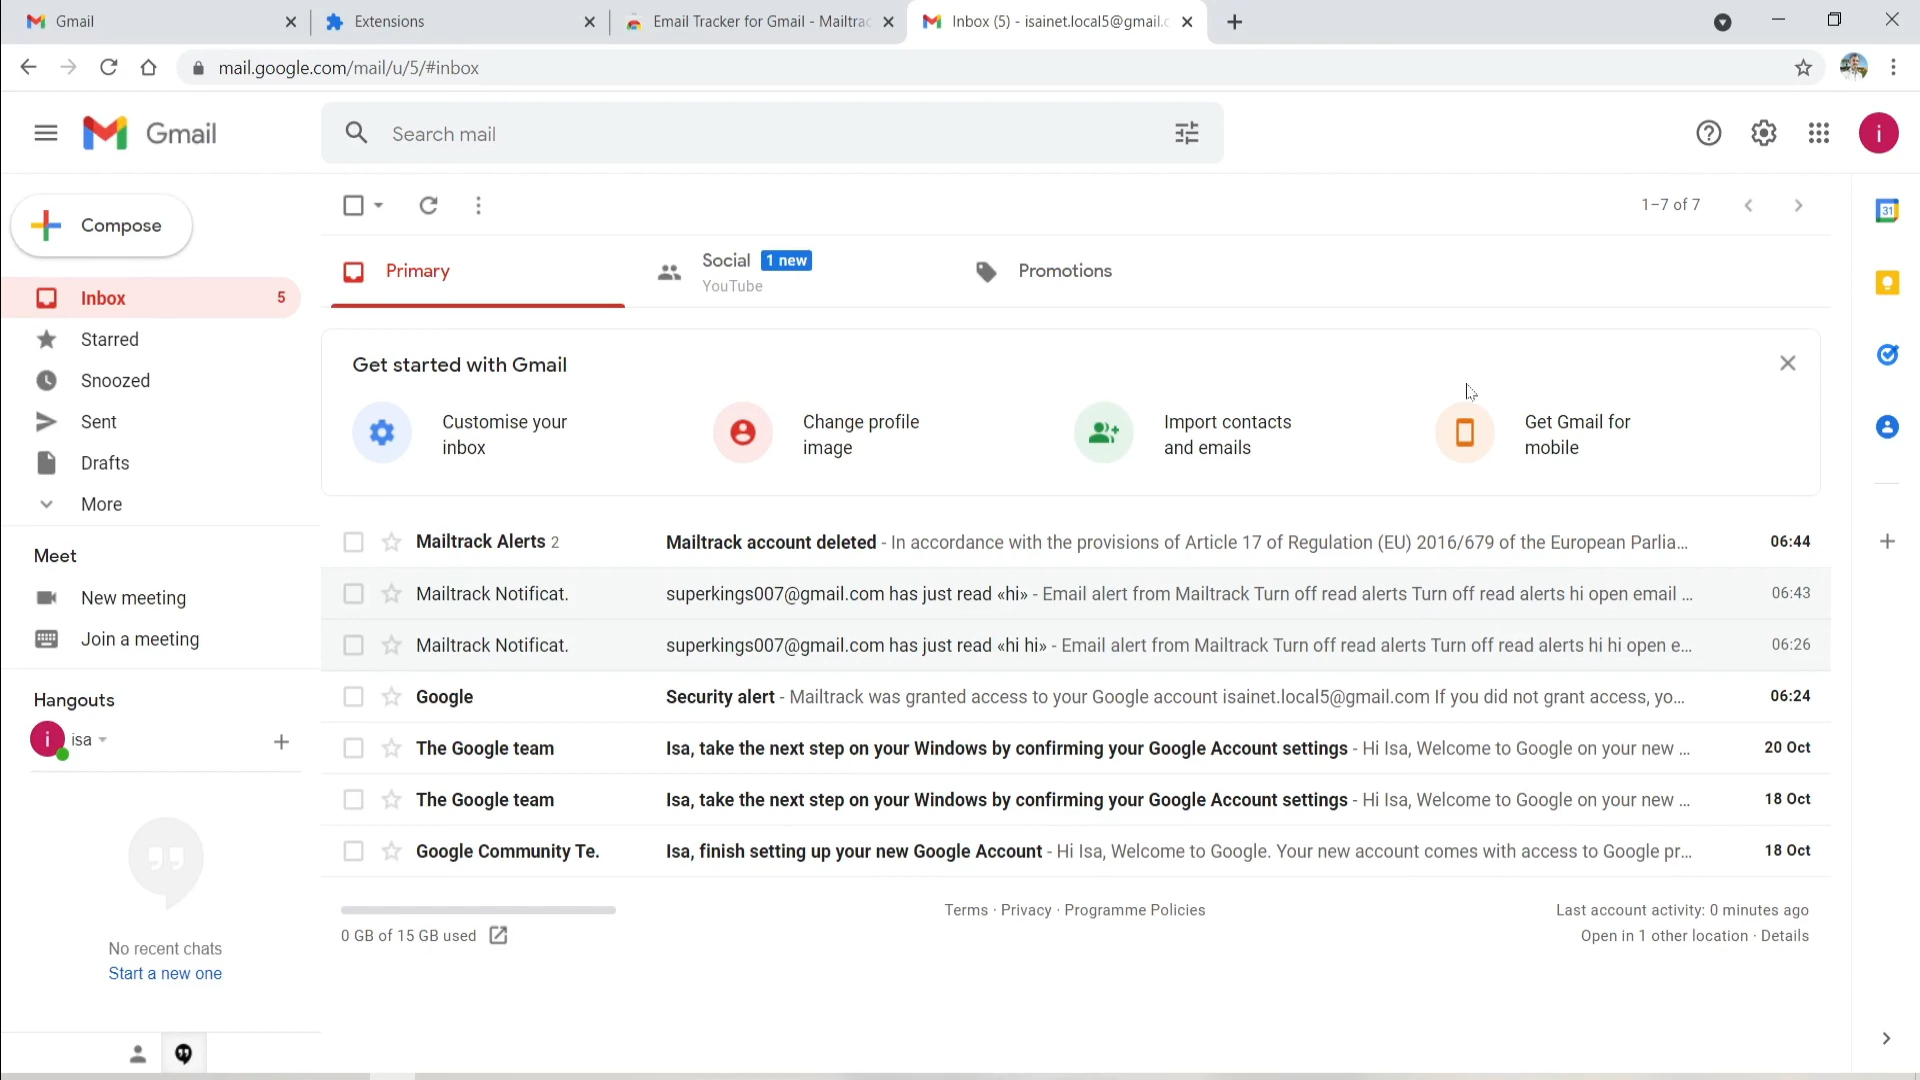 Gmail
Extensions
Email Tracker for Gmail - Mailtrac
Inbox (5) - isainet.local5@gmail.c
mail.google.com/mail/u/5/#inbox
Gmail
Search mail
i
Compose
1–7 of 7
31
Primary
Social 1 new
YouTube
Promotions
Inbox 5
Starred
Snoozed
Sent
Drafts
More
Get started with Gmail
Customise your
inbox
Change profile
image
Import contacts
and emails
Get Gmail for
mobile
Mailtrack Alerts 2 Mailtrack account deleted - In accordance with the provisions of Article 17 of Regulation (EU) 2016/679 of the European Parlia... 06:44
Mailtrack Notificat. superkings007@gmail.com has just read «hi» - Email alert from Mailtrack Turn off read alerts Turn off read alerts hi open email ... 06:43
Mailtrack Notificat. superkings007@gmail.com has just read «hi hi» - Email alert from Mailtrack Turn off read alerts Turn off read alerts hi hi open e... 06:26
Google Security alert - Mailtrack was granted access to your Google account isainet.local5@gmail.com If you did not grant access, yo... 06:24
The Google team Isa, take the next step on your Windows by confirming your Google Account settings - Hi Isa, Welcome to Google on your new ... 20 Oct
The Google team Isa, take the next step on your Windows by confirming your Google Account settings - Hi Isa, Welcome to Google on your new ... 18 Oct
Google Community Te. Isa, finish setting up your new Google Account - Hi Isa, Welcome to Google. Your new account comes with access to Google pr... 18 Oct
Meet
New meeting
Join a meeting
Hangouts
i isa
No recent chats
Start a new one
0 GB of 15 GB used
Terms · Privacy · Programme Policies
Last account activity: 0 minutes ago
Open in 1 other location · Details